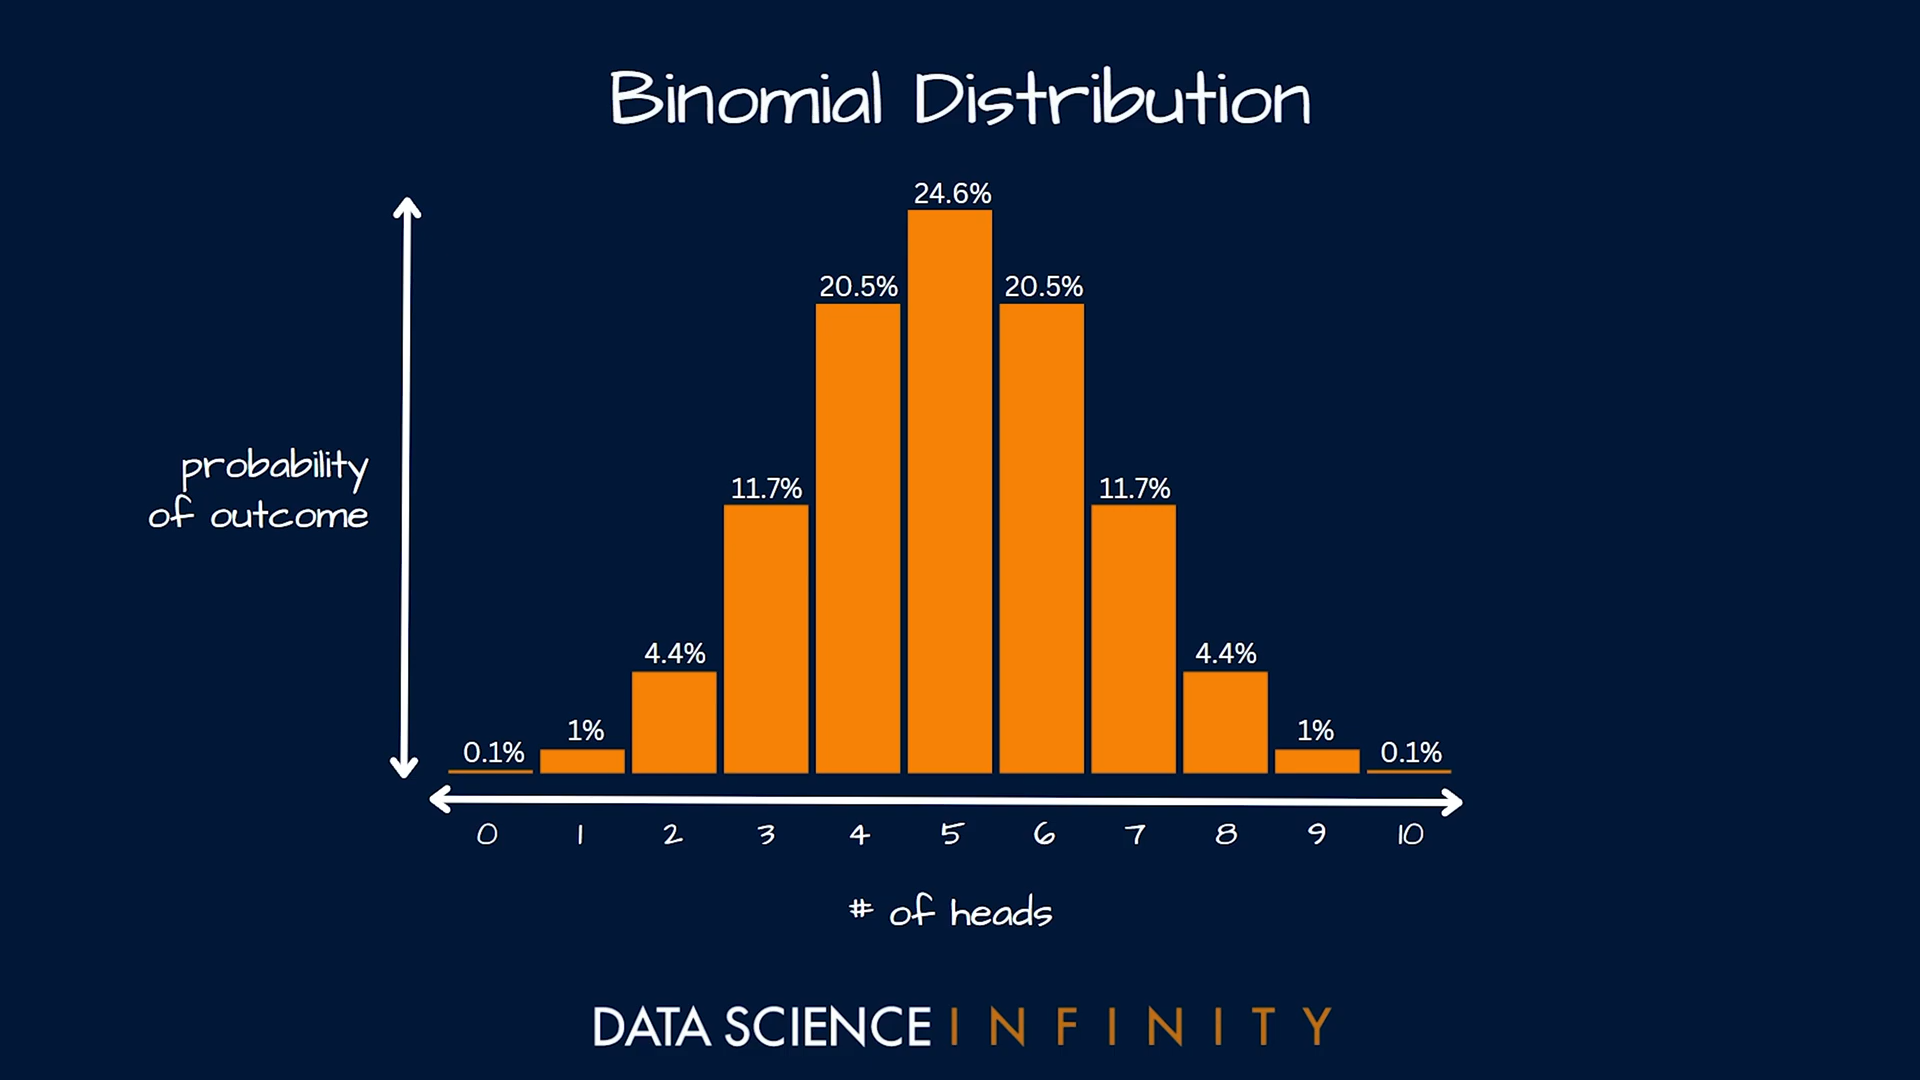 Binomial Distribution
24.6%
20.5%
20.5%
11.7%
11.7%
4.4%
4.4%
1%
1%
0.1%
0.1%
probability
of outcome
0 1 2 3 4 5 6 7 8 9 10
# of heads
DATA SCIENCE INFINITY